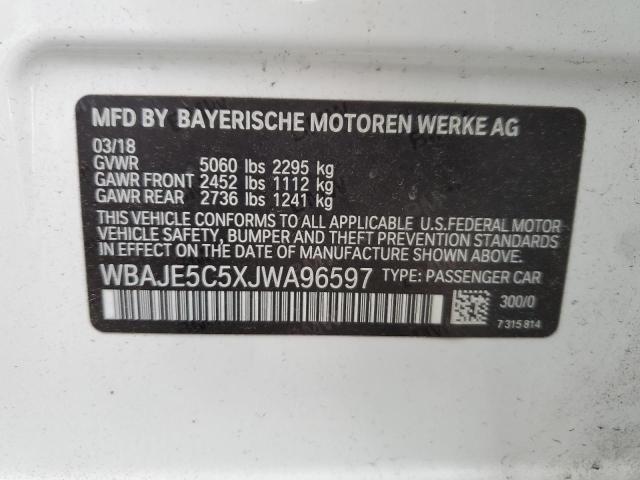 MFD BY BAYERISCHE MOTOREN WERKE AG
03/18
GVWR 5060 lbs 2295 kg
GAWR FRONT 2452 lbs 1112 kg
GAWR REAR 2736 lbs 1241 kg
THIS VEHICLE CONFORMS TO ALL APPLICABLE U.S.FEDERAL MOTOR
VEHICLE SAFETY, BUMPER AND THEFT PREVENTION STANDARDS
IN EFFECT ON THE DATE OF MANUFACTURE SHOWN ABOVE.
WBAJE5C5XJWA96597 TYPE: PASSENGER CAR
300/0
7315814